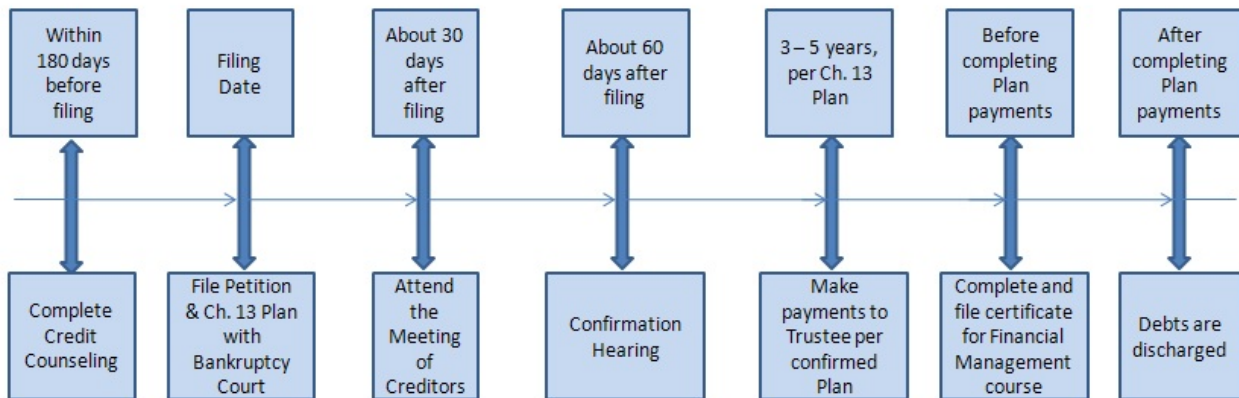 Within
180 days
before
filing
Filing
Date
About 30
days
after
filing
About 60
days after
filing
3 – 5 years,
per Ch. 13
Plan
Before
completing
Plan
payments
After
completing
Plan
payments
Complete
Credit
Counseling
File Petition
& Ch. 13 Plan
with
Bankruptcy
Court
Attend
the
Meeting
of
Creditors
Confirmation
Hearing
Make
payments to
Trustee per
confirmed
Plan
Complete and
file certificate
for Financial
Management
course
Debts are
discharged